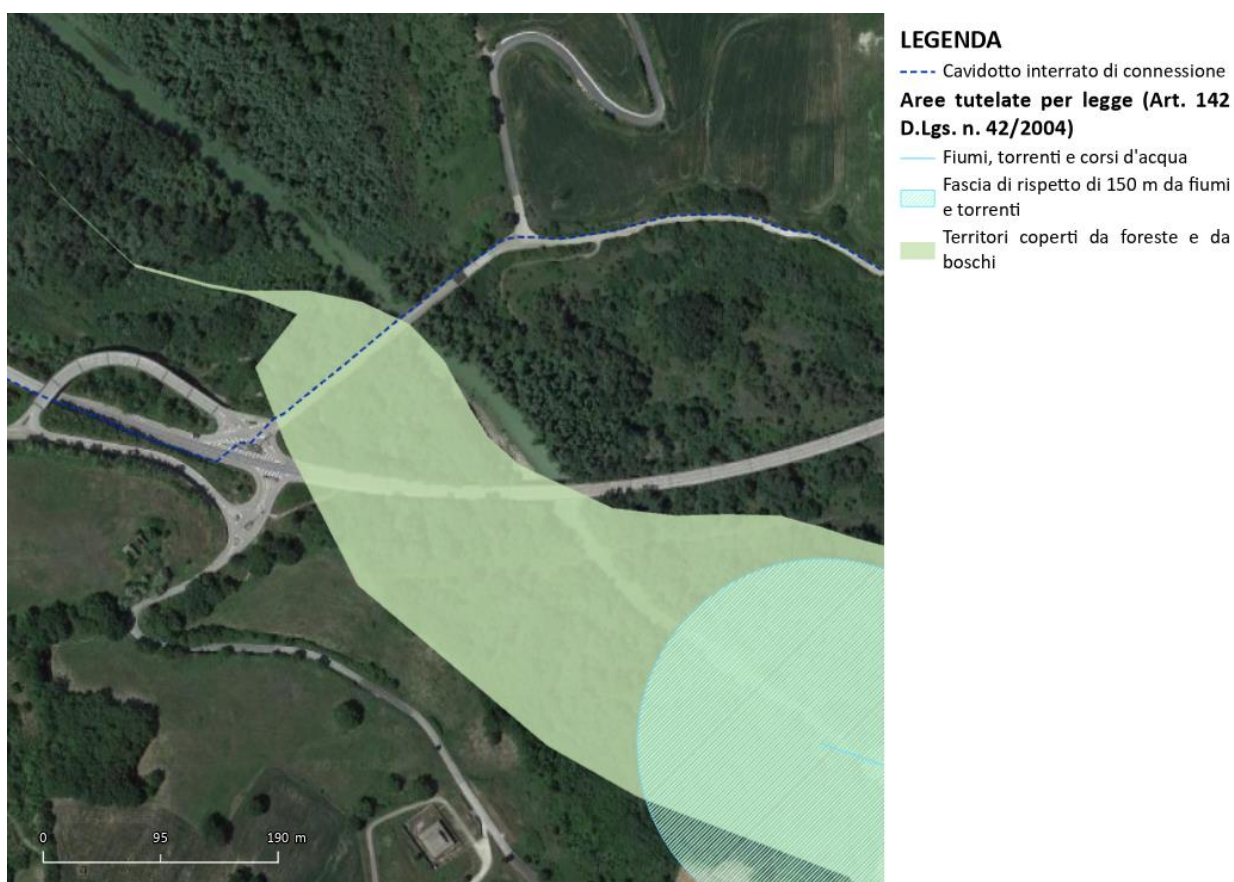 LEGENDA
Cavidotto interrato di connessione
Aree tutelate per legge (Art. 142
D.Lgs. n. 42/2004)
Fiumi, torrenti e corsi d'acqua
Fascia di rispetto di 150 m da fiumi
e torrenti
Territori coperti da foreste e da
boschi
0 95 190 m